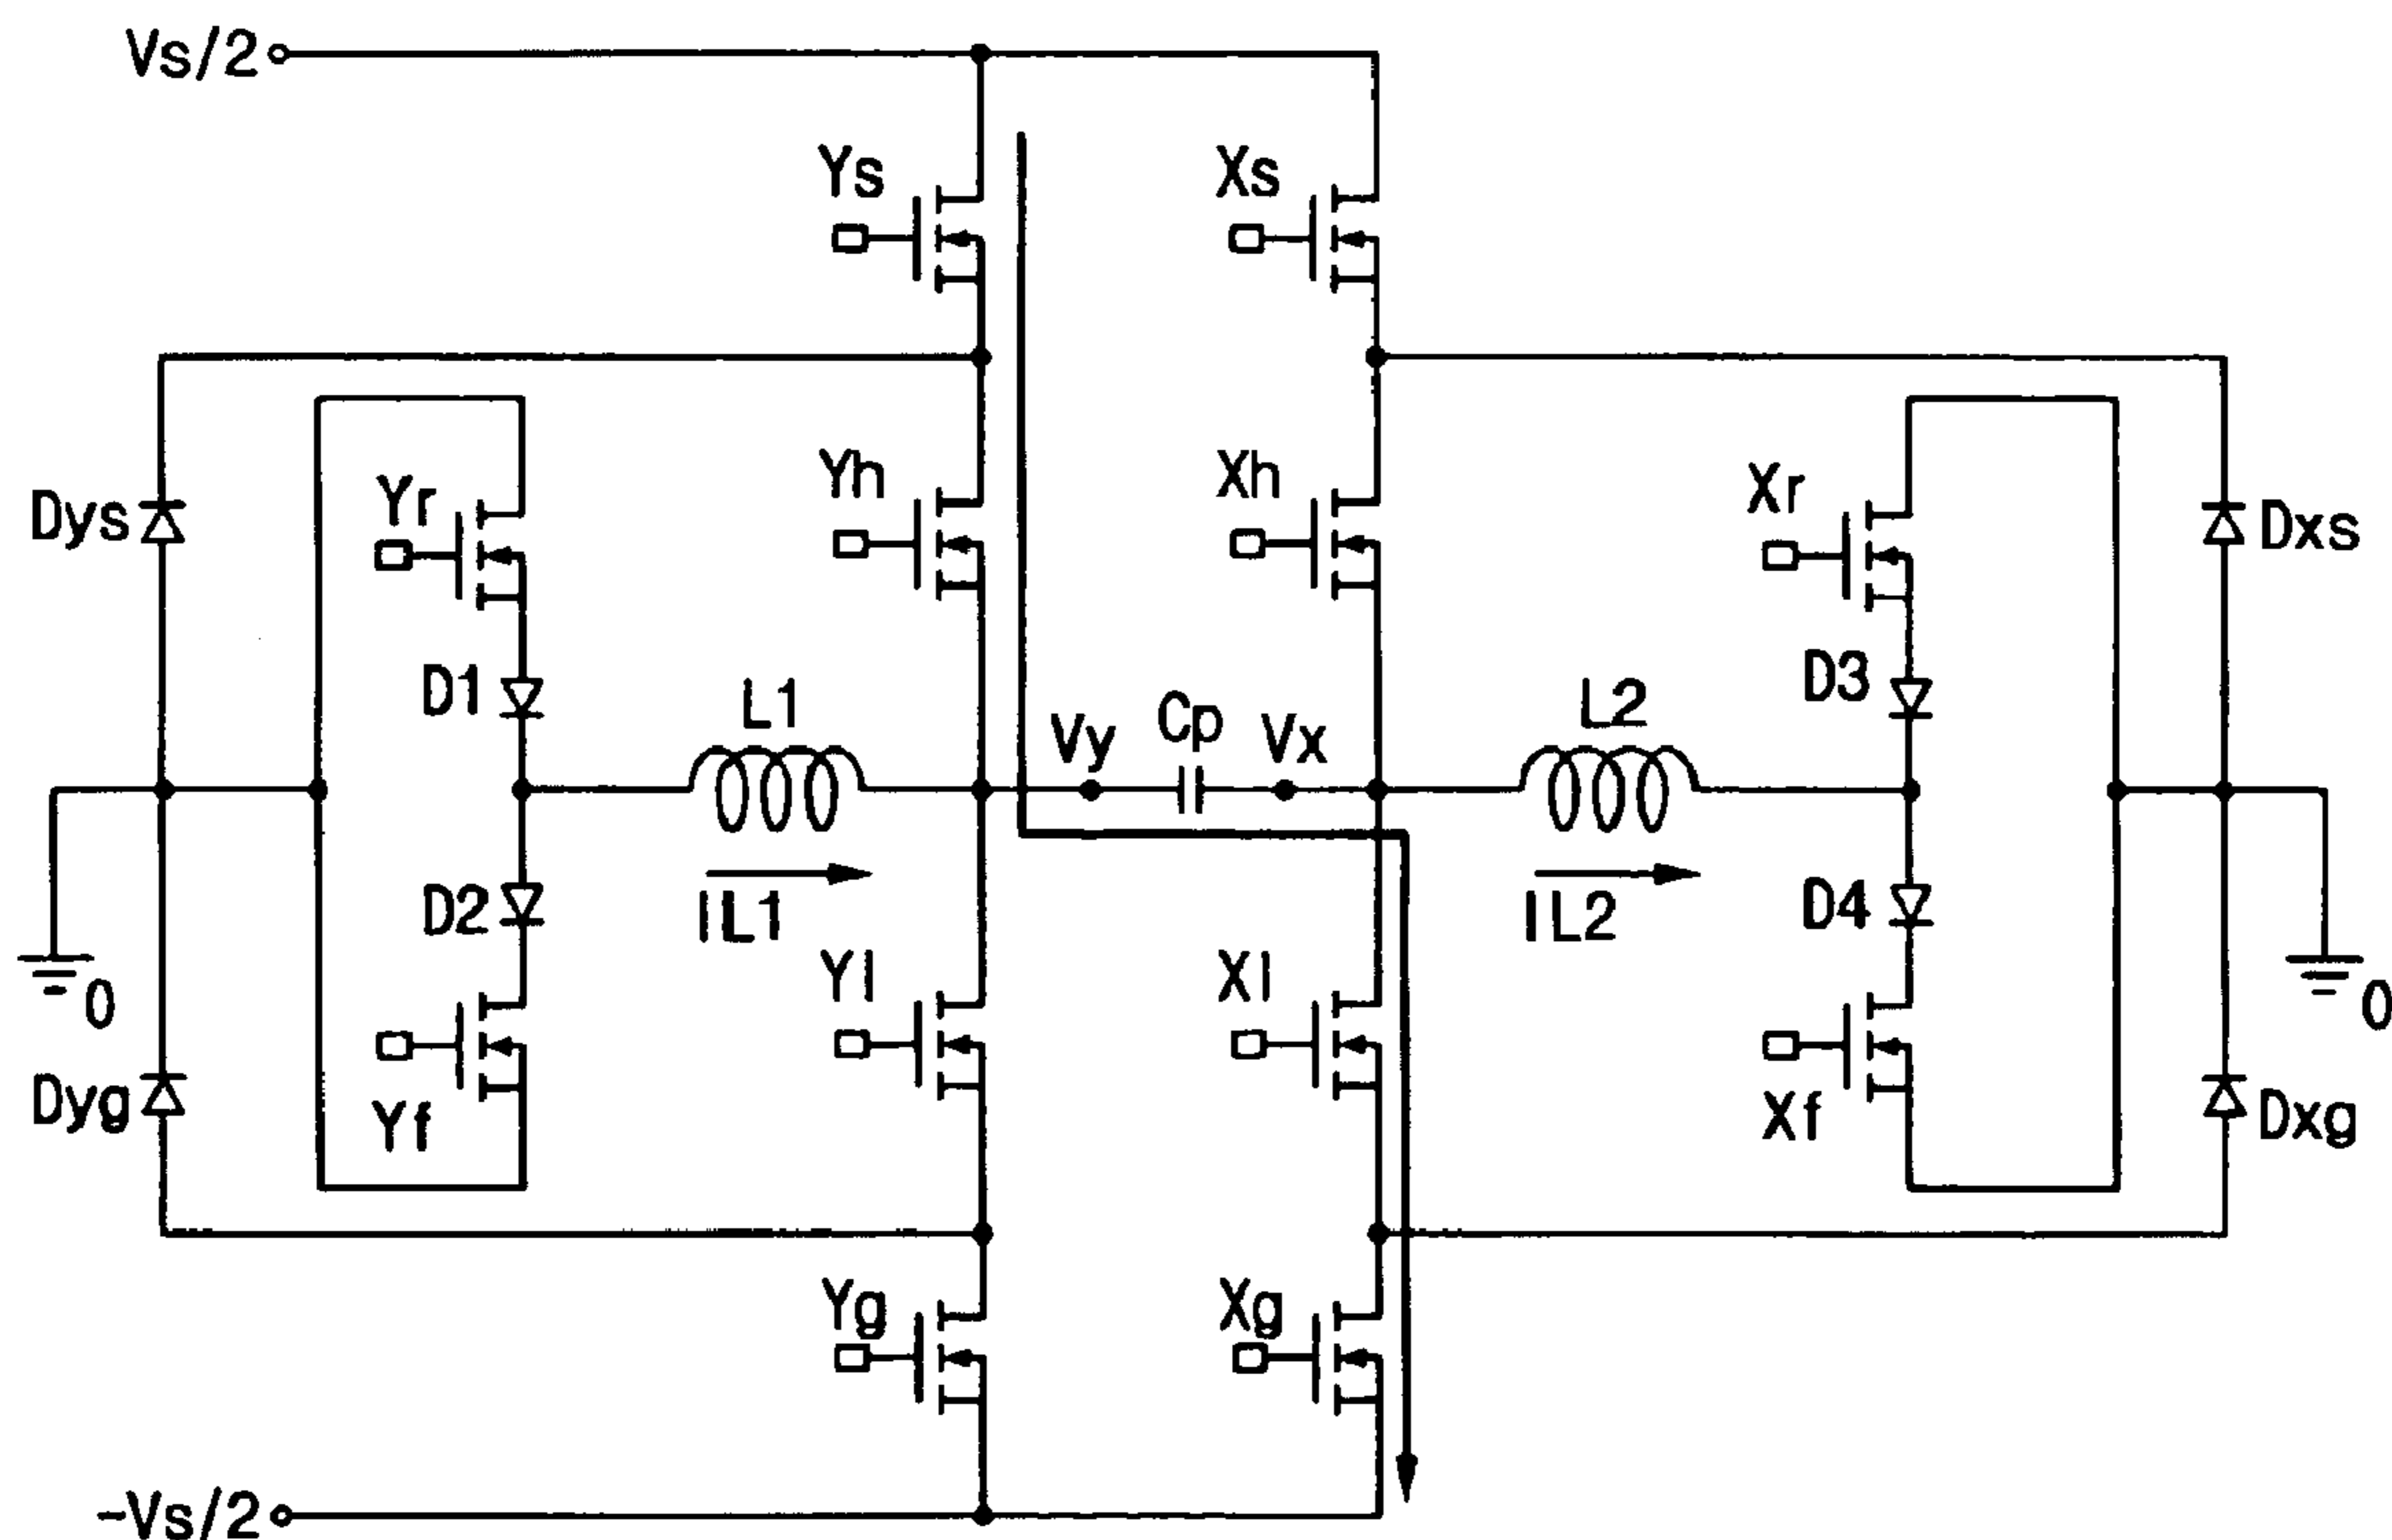 Vs/2
Ys
Xs
Dys
Yr
Yh
Xh
Xr
Dxs
D1
L1
Vy
Cp
Vx
L2
D3
D2
IL1
IL2
D4
Yl
Xl
0
0
Dyg
Yf
Xf
Dxg
Yg
Xg
-Vs/2